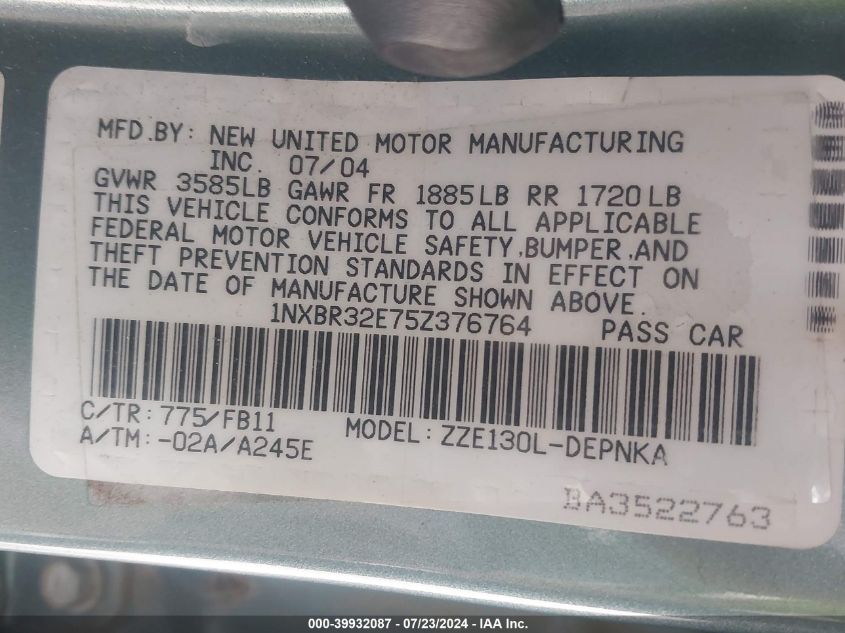 MFD.BY: NEW UNITED MOTOR MANUFACTURING
INC. 07/04
GVWR 3585LB GAWR FR 1885LB RR 1720LB
THIS VEHICLE CONFORMS TO ALL APPLICABLE
FEDERAL MOTOR VEHICLE SAFETY,BUMPER,AND
THEFT PREVENTION STANDARDS IN EFFECT ON
THE DATE OF MANUFACTURE SHOWN ABOVE.
1NXBR32E75Z376764 PASS CAR
C/TR: 775/FB11 MODEL: ZZE130L-DEPNKA
A/TM: -02A/A245E
BA3522763
000-39932087 - 07/23/2024 - IAA Inc.